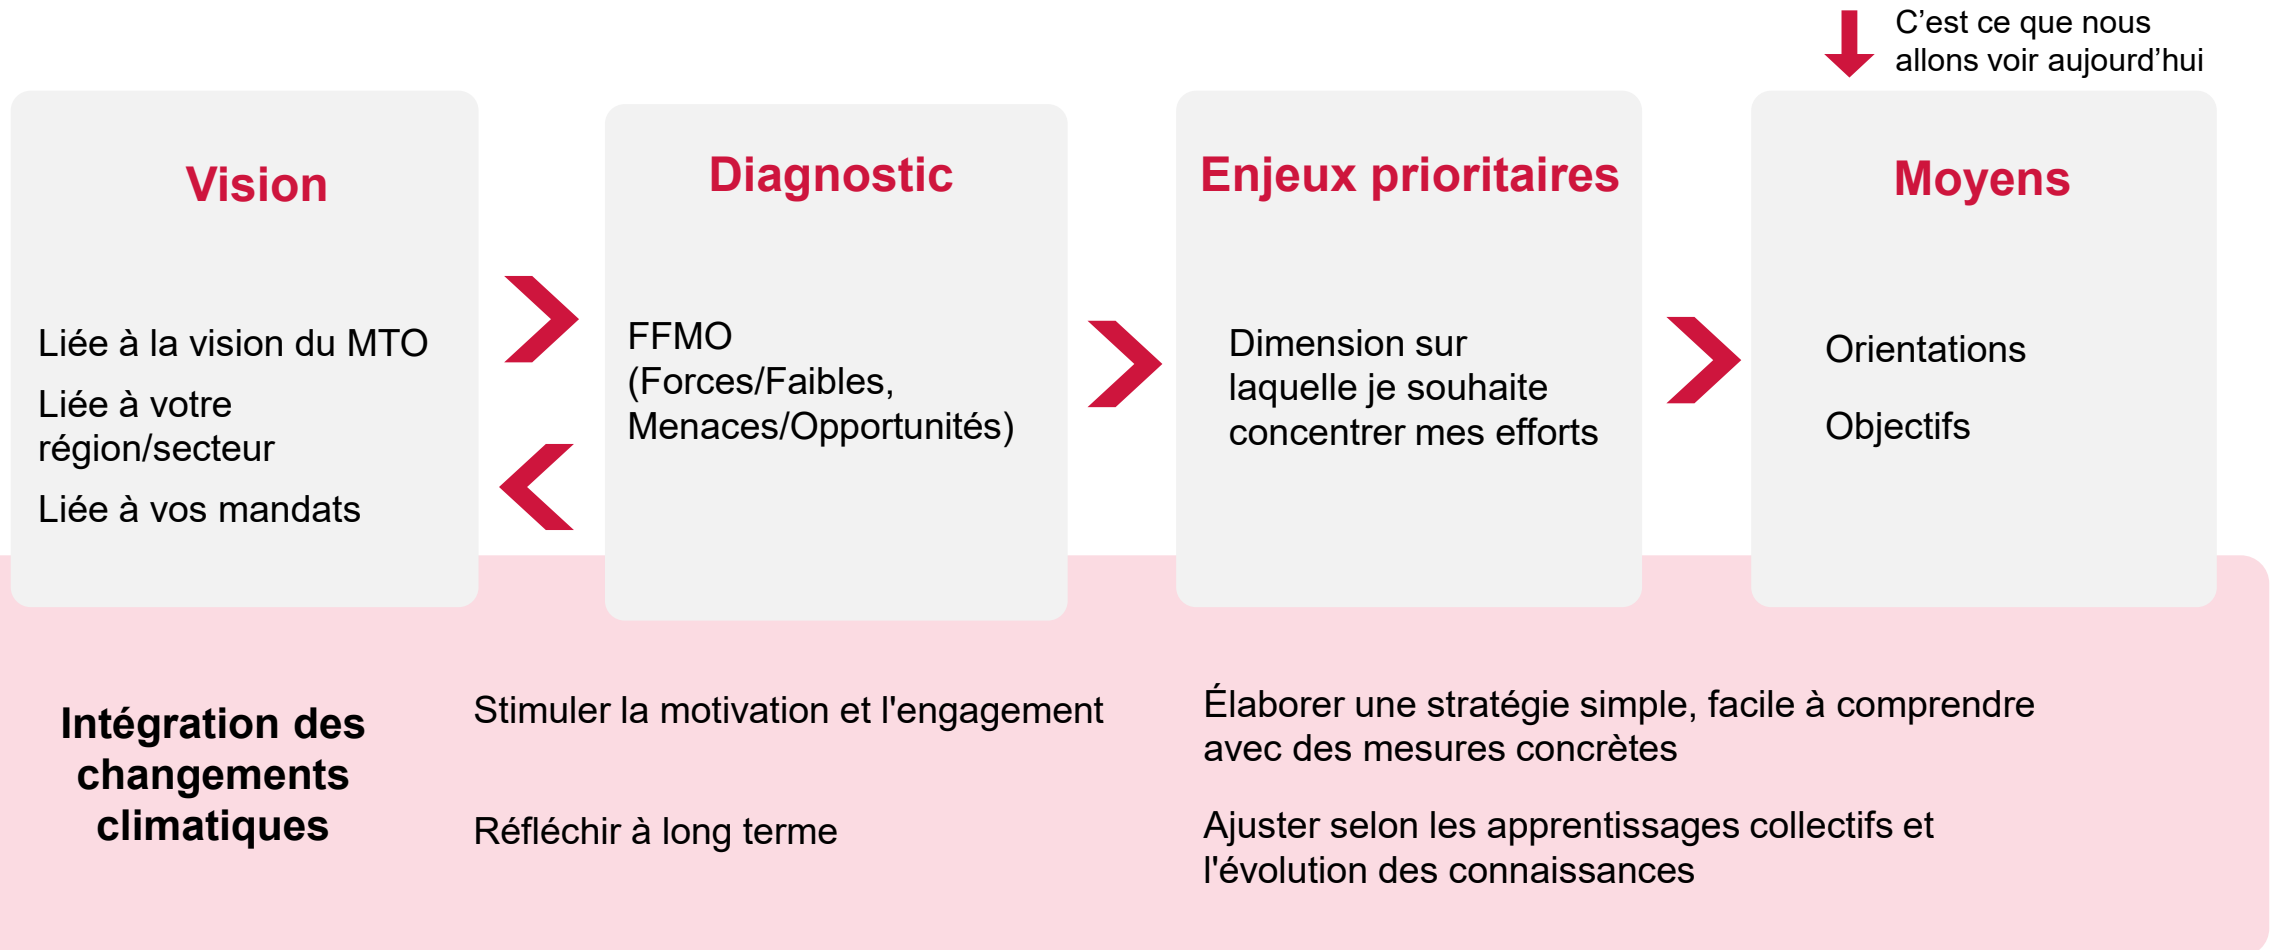 C’est ce que nous
allons voir aujourd’hui
Vision
Liée à la vision du MTO
Liée à votre
région/secteur
Liée à vos mandats
Diagnostic
FFMO
(Forces/Faibles,
Menaces/Opportunités)
Enjeux prioritaires
Dimension sur
laquelle je souhaite
concentrer mes efforts
Moyens
Orientations
Objectifs
Intégration des
changements
climatiques
Stimuler la motivation et l'engagement
Réfléchir à long terme
Élaborer une stratégie simple, facile à comprendre
avec des mesures concrètes
Ajuster selon les apprentissages collectifs et
l'évolution des connaissances